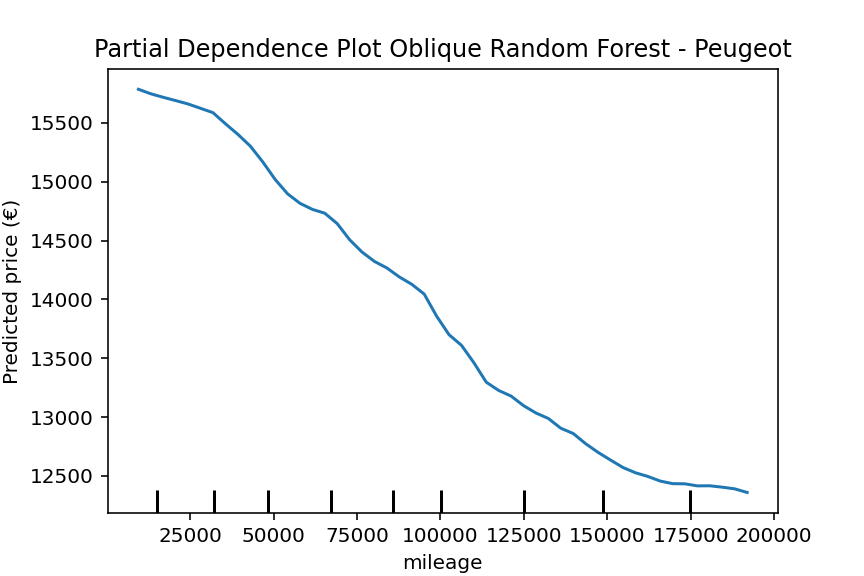 Partial Dependence Plot Oblique Random Forest - Peugeot
Predicted price (€)
15500
15000
14500
14000
13500
13000
12500
25000 50000 75000 100000 125000 150000 175000 200000
mileage